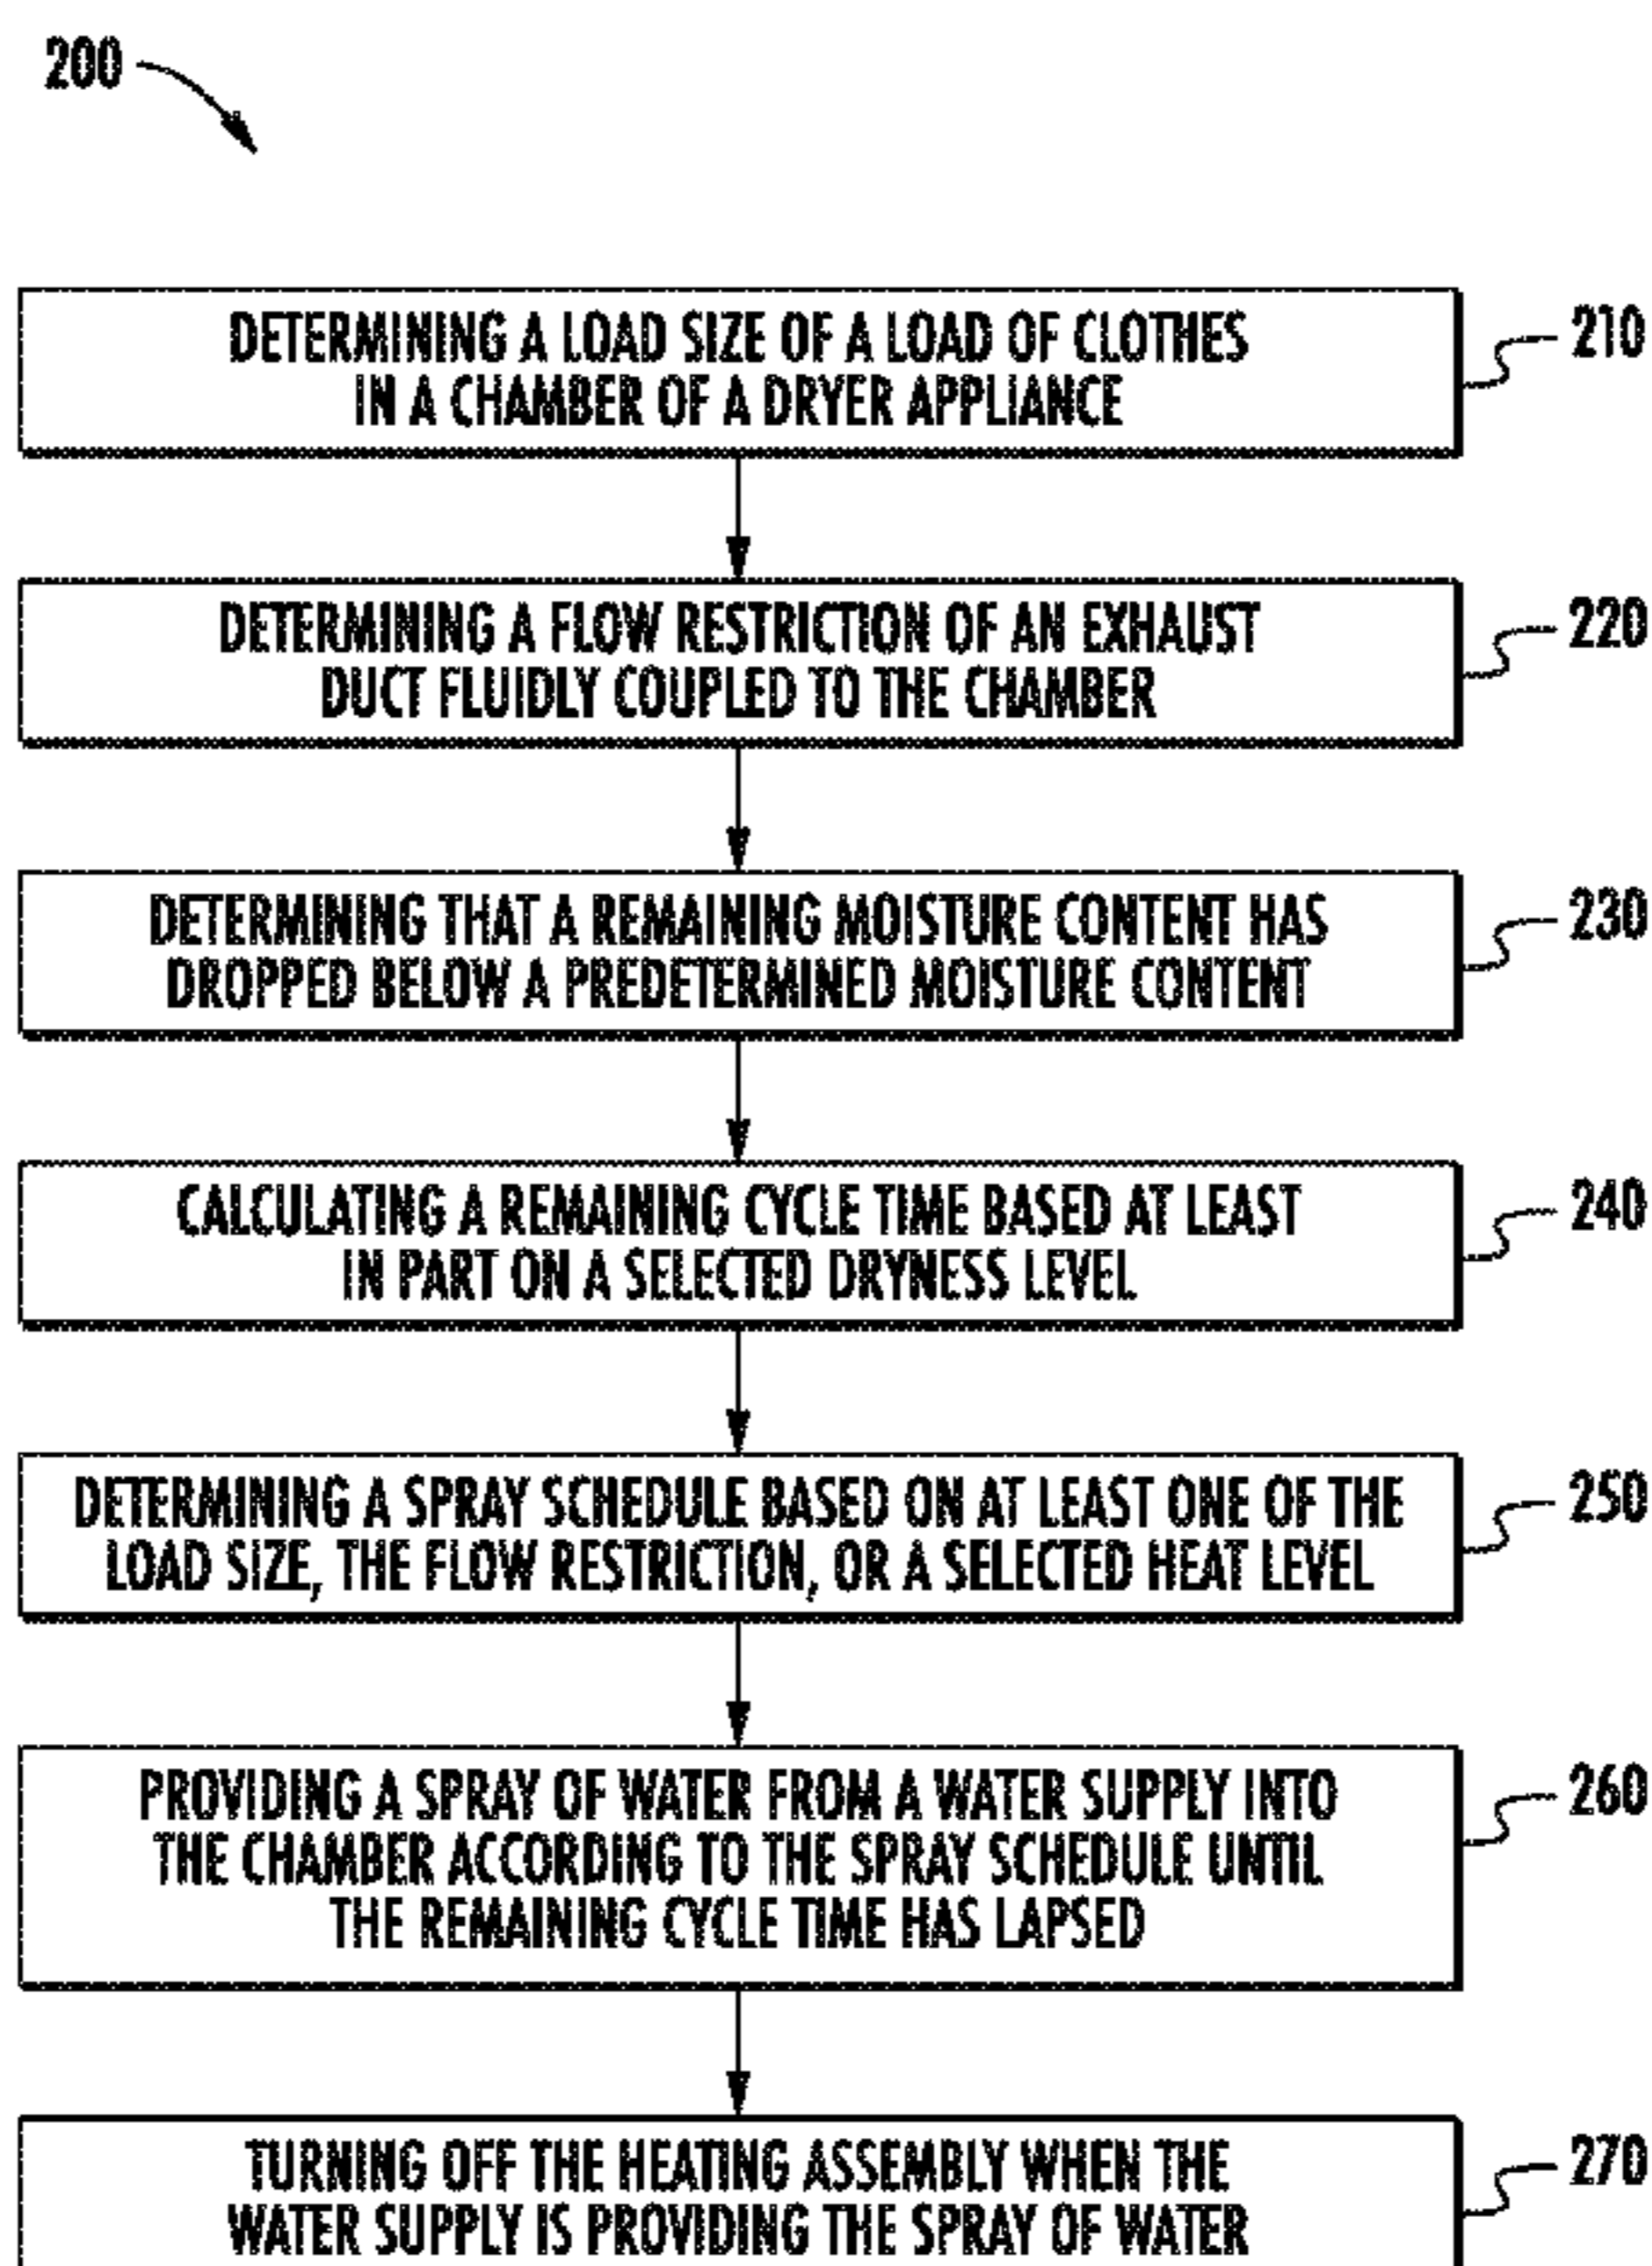 200
DETERMINING A LOAD SIZE OF A LOAD OF CLOTHES
IN A CHAMBER OF A DRYER APPLIANCE
210
DETERMINING A FLOW RESTRICTION OF AN EXHAUST
DUCT FLUIDLY COUPLED TO THE CHAMBER
220
DETERMINING THAT A REMAINING MOISTURE CONTENT HAS
DROPPED BELOW A PREDETERMINED MOISTURE CONTENT
230
CALCULATING A REMAINING CYCLE TIME BASED AT LEAST
IN PART ON A SELECTED DRYNESS LEVEL
240
DETERMINING A SPRAY SCHEDULE BASED ON AT LEAST ONE OF THE
LOAD SIZE, THE FLOW RESTRICTION, OR A SELECTED HEAT LEVEL
250
PROVIDING A SPRAY OF WATER FROM A WATER SUPPLY INTO
THE CHAMBER ACCORDING TO THE SPRAY SCHEDULE UNTIL
THE REMAINING CYCLE TIME HAS LAPSED
260
TURNING OFF THE HEATING ASSEMBLY WHEN THE
WATER SUPPLY IS PROVIDING THE SPRAY OF WATER
270